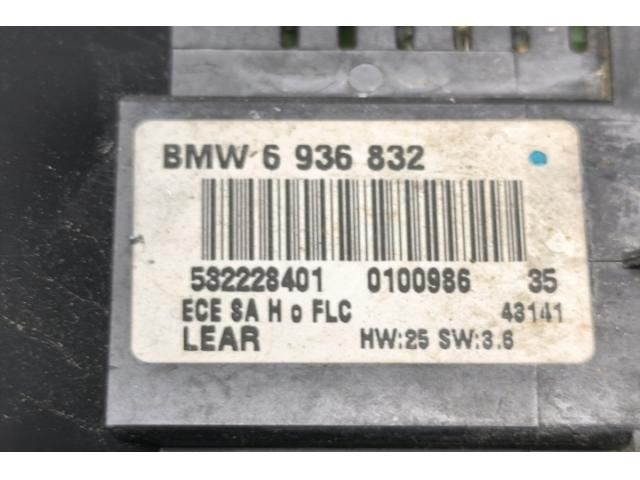 BMW 6 936 832
532228401 0100986 35
ECE SA H o FLC 43141
LEAR HW:25 SW:3.6